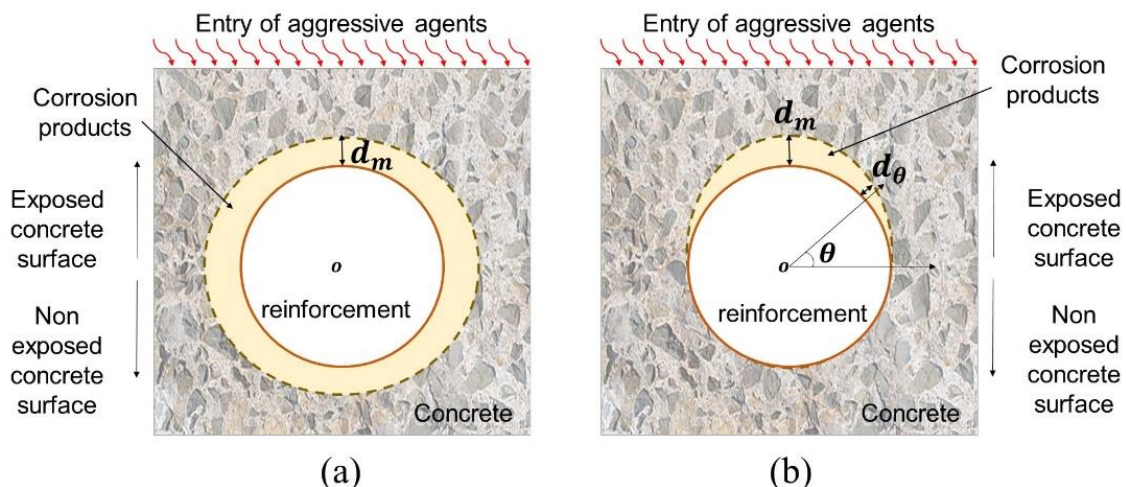 Entry of aggressive agents
Corrosion
products
d_m
Exposed
concrete
surface
o
reinforcement
Non
exposed
concrete
surface
Concrete
(a)
Entry of aggressive agents
Corrosion
products
d_m
d_θ
Exposed
concrete
surface
θ
o
reinforcement
Non
exposed
concrete
surface
Concrete
(b)